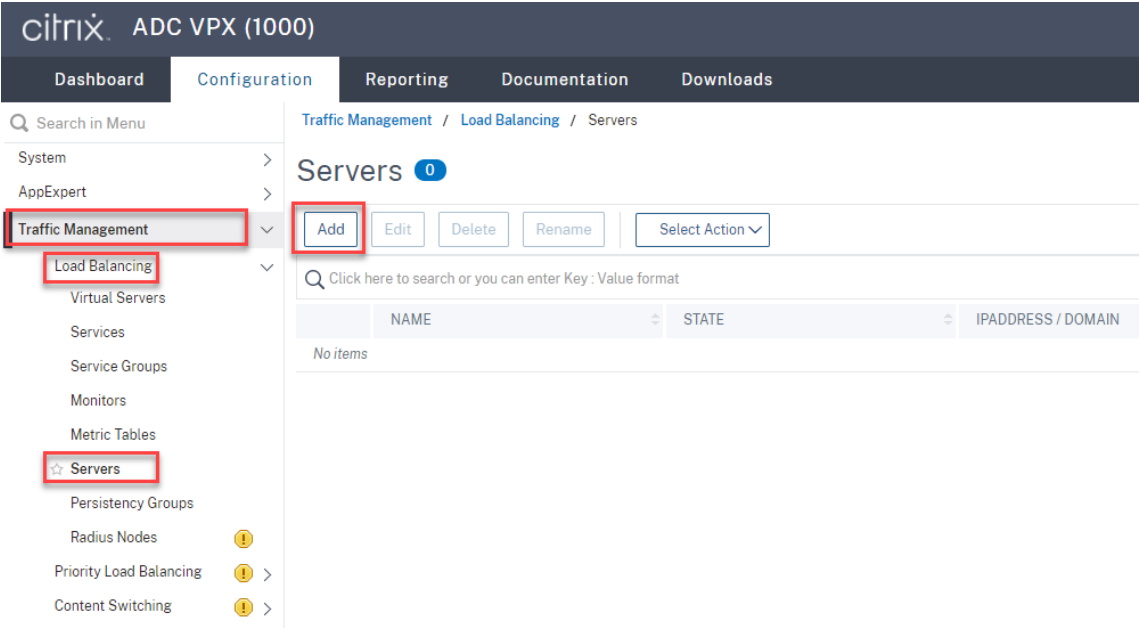 citrix. ADC VPX (1000)
Dashboard Configuration Reporting Documentation Downloads
Search in Menu
System
AppExpert
Traffic Management
Load Balancing
Virtual Servers
Services
Service Groups
Monitors
Metric Tables
Servers
Persistency Groups
Radius Nodes
Priority Load Balancing
Content Switching
Traffic Management / Load Balancing / Servers
Servers 0
Add Edit Delete Rename Select Action
Click here to search or you can enter Key : Value format
NAME STATE IPADDRESS / DOMAIN
No items